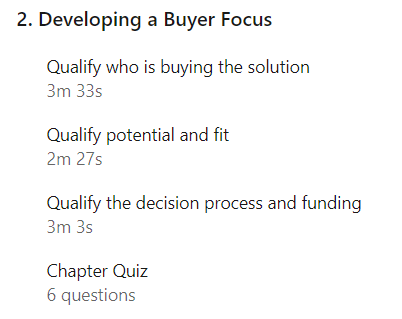 2. Developing a Buyer Focus
Qualify who is buying the solution
3m 33s
Qualify potential and fit
2m 27s
Qualify the decision process and funding
3m 3s
Chapter Quiz
6 questions